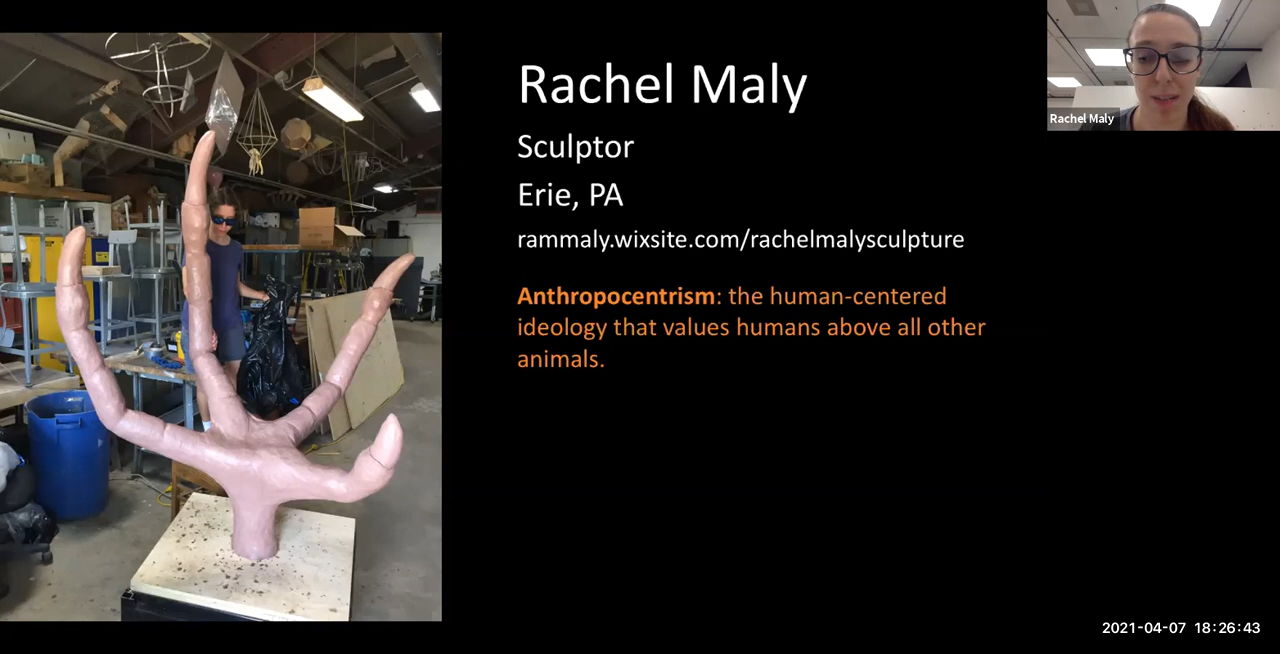 Rachel Maly
Sculptor
Erie, PA
rammaly.wixsite.com/rachelmalysculpture
Anthropocentrism: the human-centered
ideology that values humans above all other
animals.
Rachel Maly
2021-04-07 18:26:43